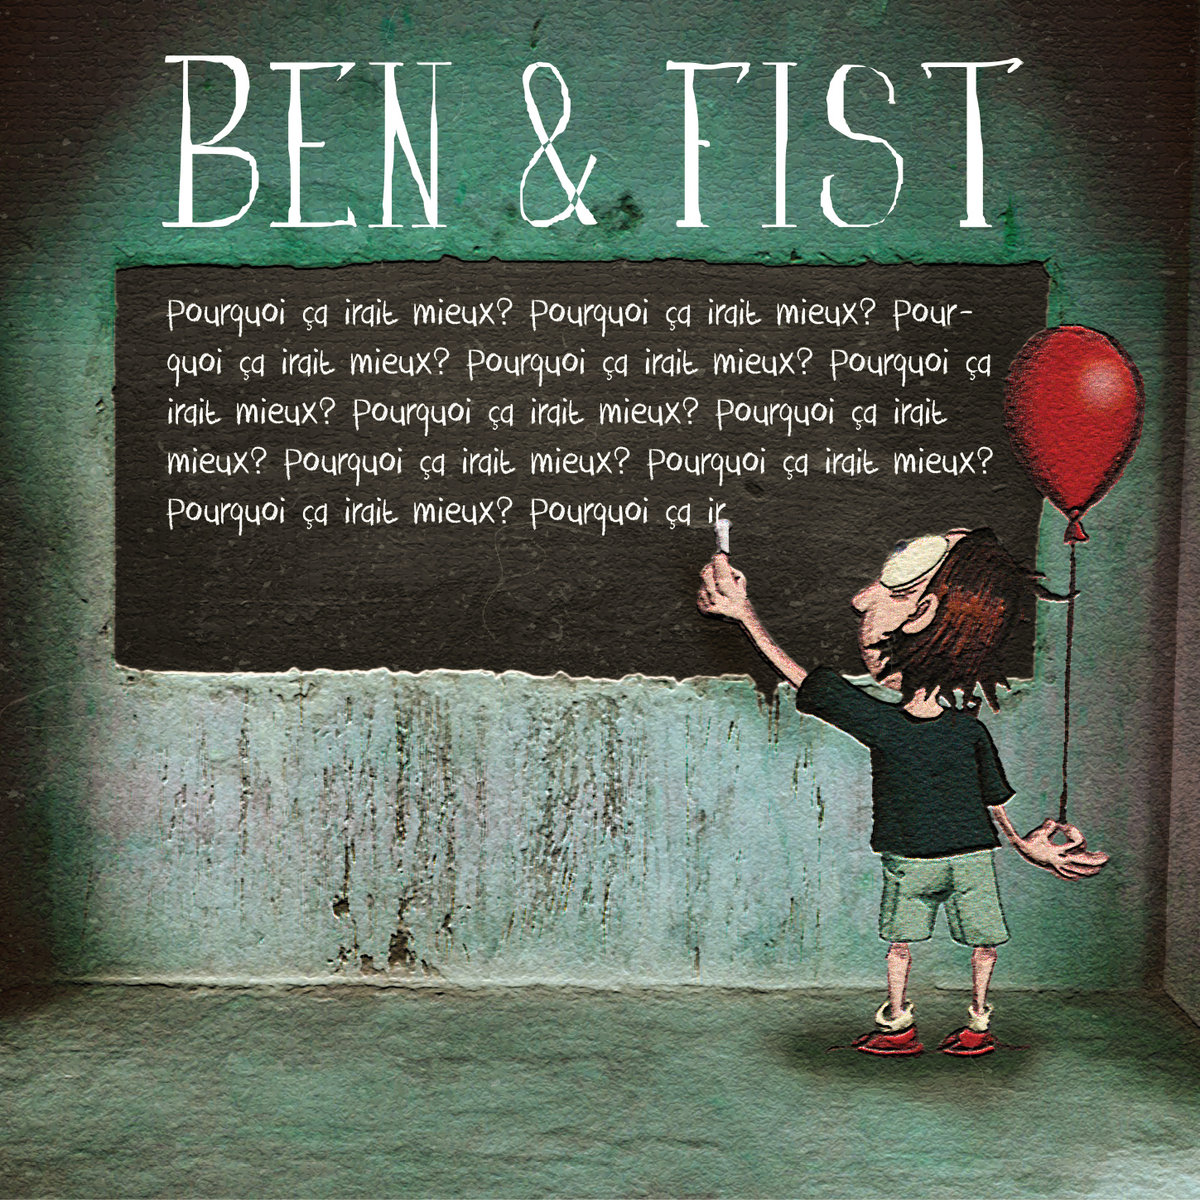 BEN & FIST
Pourquoi ça irait mieux? Pourquoi ça irait mieux? Pour-
quoi ça irait mieux? Pourquoi ça irait mieux? Pourquoi ça
irait mieux? Pourquoi ça irait mieux? Pourquoi ça irait
mieux? Pourquoi ça irait mieux? Pourquoi ça irait mieux?
Pourquoi ça irait mieux? Pourquoi ça ir